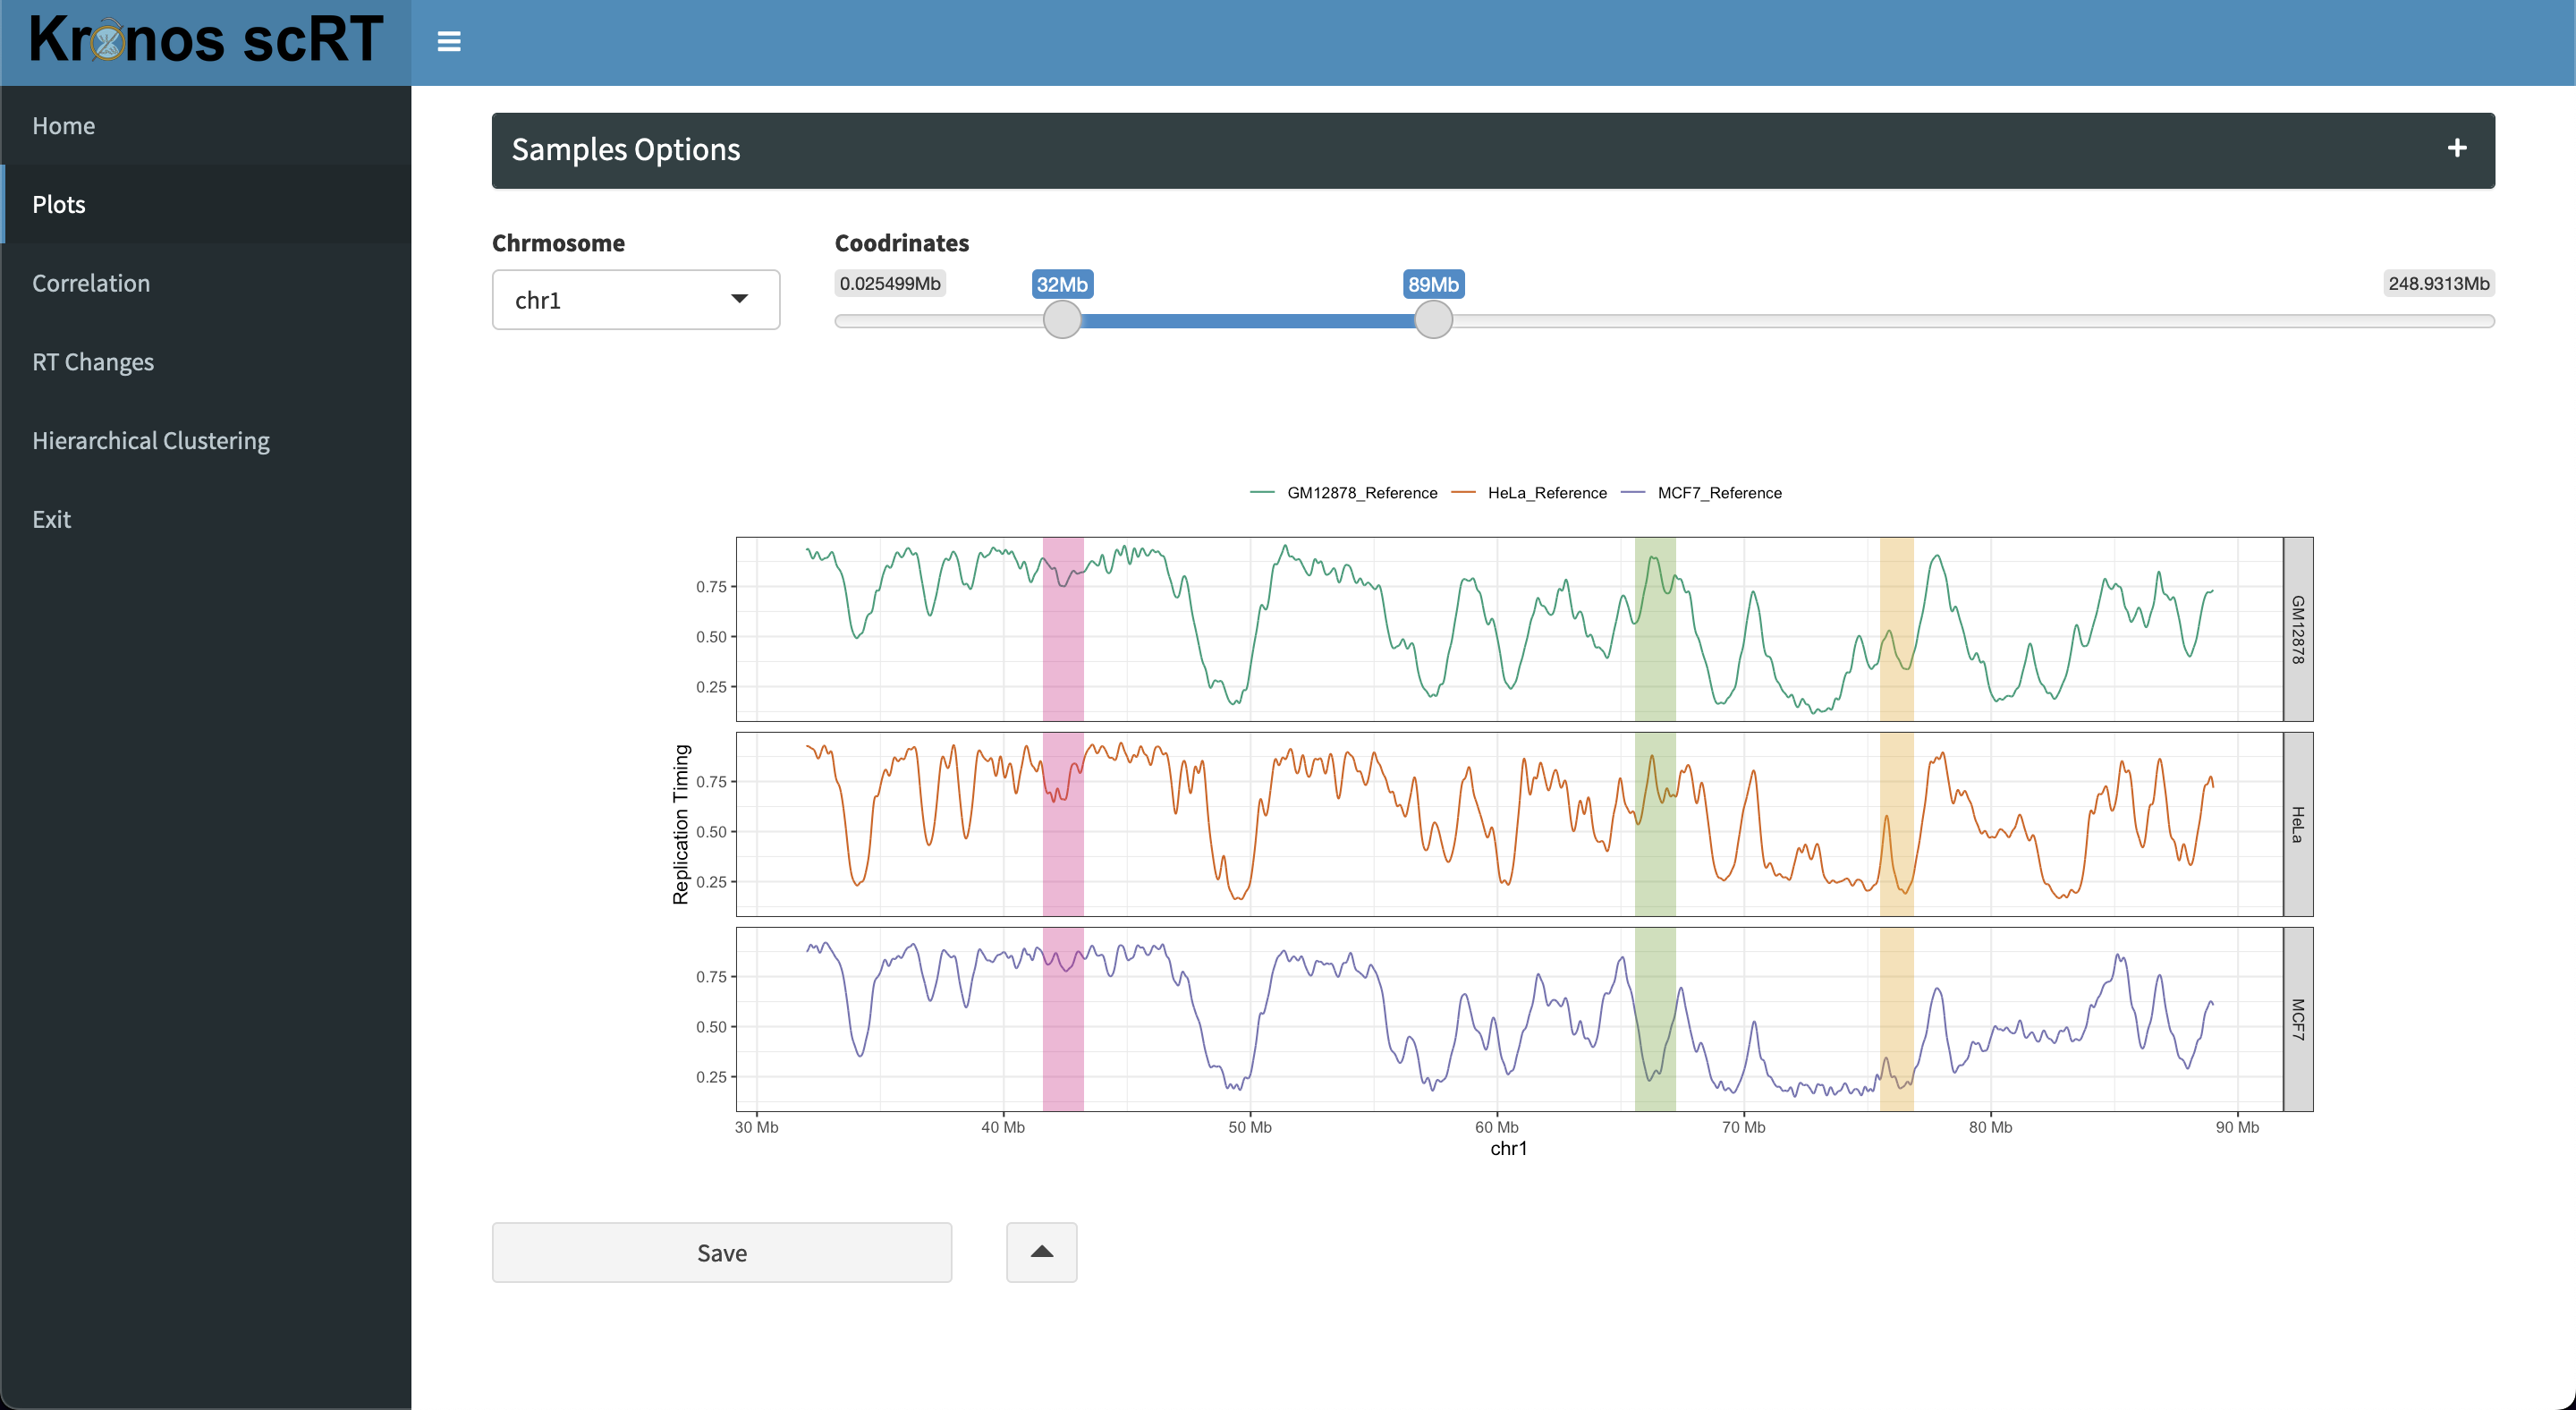 Kronos scRT
Home
Plots
Correlation
RT Changes
Hierarchical Clustering
Exit
Samples Options
Chrmosome
chr1
Coodrinates
0.025499Mb
32Mb
89Mb
248.9313Mb
GM12878_Reference
HeLa_Reference
MCF7_Reference
Replication Timing
0.75
0.50
0.25
GM12878
0.75
0.50
0.25
HeLa
0.75
0.50
0.25
MCF7
30 Mb
40 Mb
50 Mb
60 Mb
70 Mb
80 Mb
90 Mb
chr1
Save